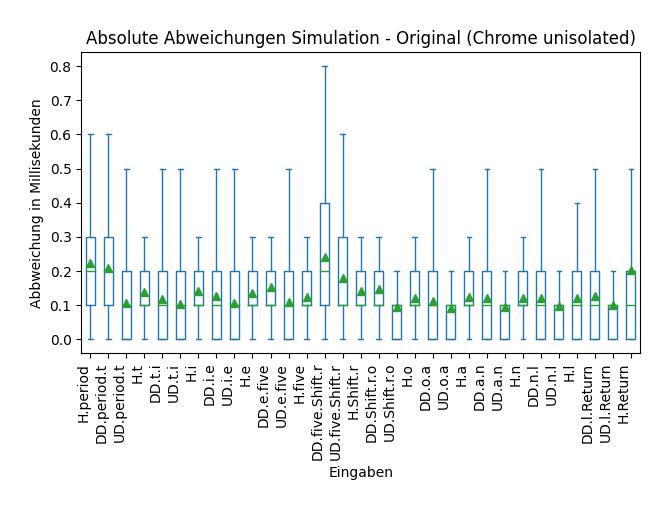 Absolute Abweichungen Simulation - Original (Chrome unisolated)
Abbweichung in Millisekunden
0.8
0.7
0.6
0.5
0.4
0.3
0.2
0.1
0.0
H.period
DD.period.t
UD.period.t
H.t
DD.t.i
UD.t.i
H.i
DD.i.e
UD.i.e
H.e
DD.e.five
UD.e.five
H.five
DD.five.Shift.r
UD.five.Shift.r
H.Shift.r
DD.Shift.r.o
UD.Shift.r.o
H.o
DD.o.a
UD.o.a
H.a
DD.a.n
UD.a.n
H.n
DD.n.l
UD.n.l
H.l
DD.l.Return
UD.l.Return
H.Return
Eingaben